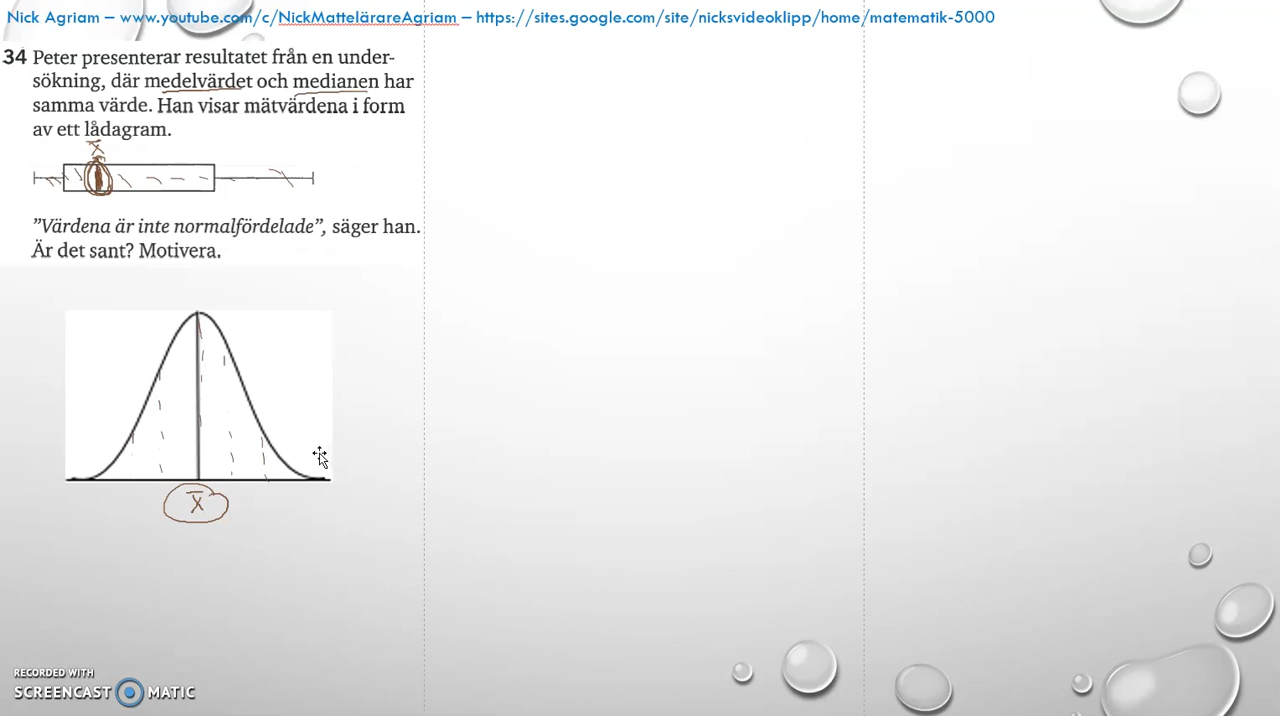 Nick Agriam – www.youtube.com/c/NickMattelärareAgriam – https://sites.google.com/site/nicksvideoklipp/home/matematik-5000
34 Peter presenterar resultatet från en under-
sökning, där medelvärdet och medianen har
samma värde. Han visar mätvärdena i form
av ett lådagram.
x̄
”Värdena är inte normalfördelade”, säger han.
Är det sant? Motivera.
x̄
RECORDED WITH
SCREENCAST MATIC